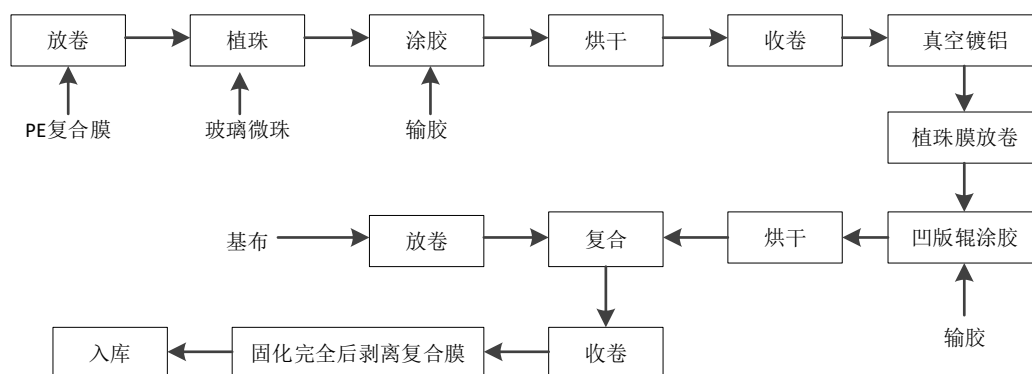 放卷
植珠
涂胶
烘干
收卷
真空镀铝
PE复合膜
玻璃微珠
输胶
植珠膜放卷
基布
放卷
复合
烘干
凹版辊涂胶
输胶
入库
固化完全后剥离复合膜
收卷